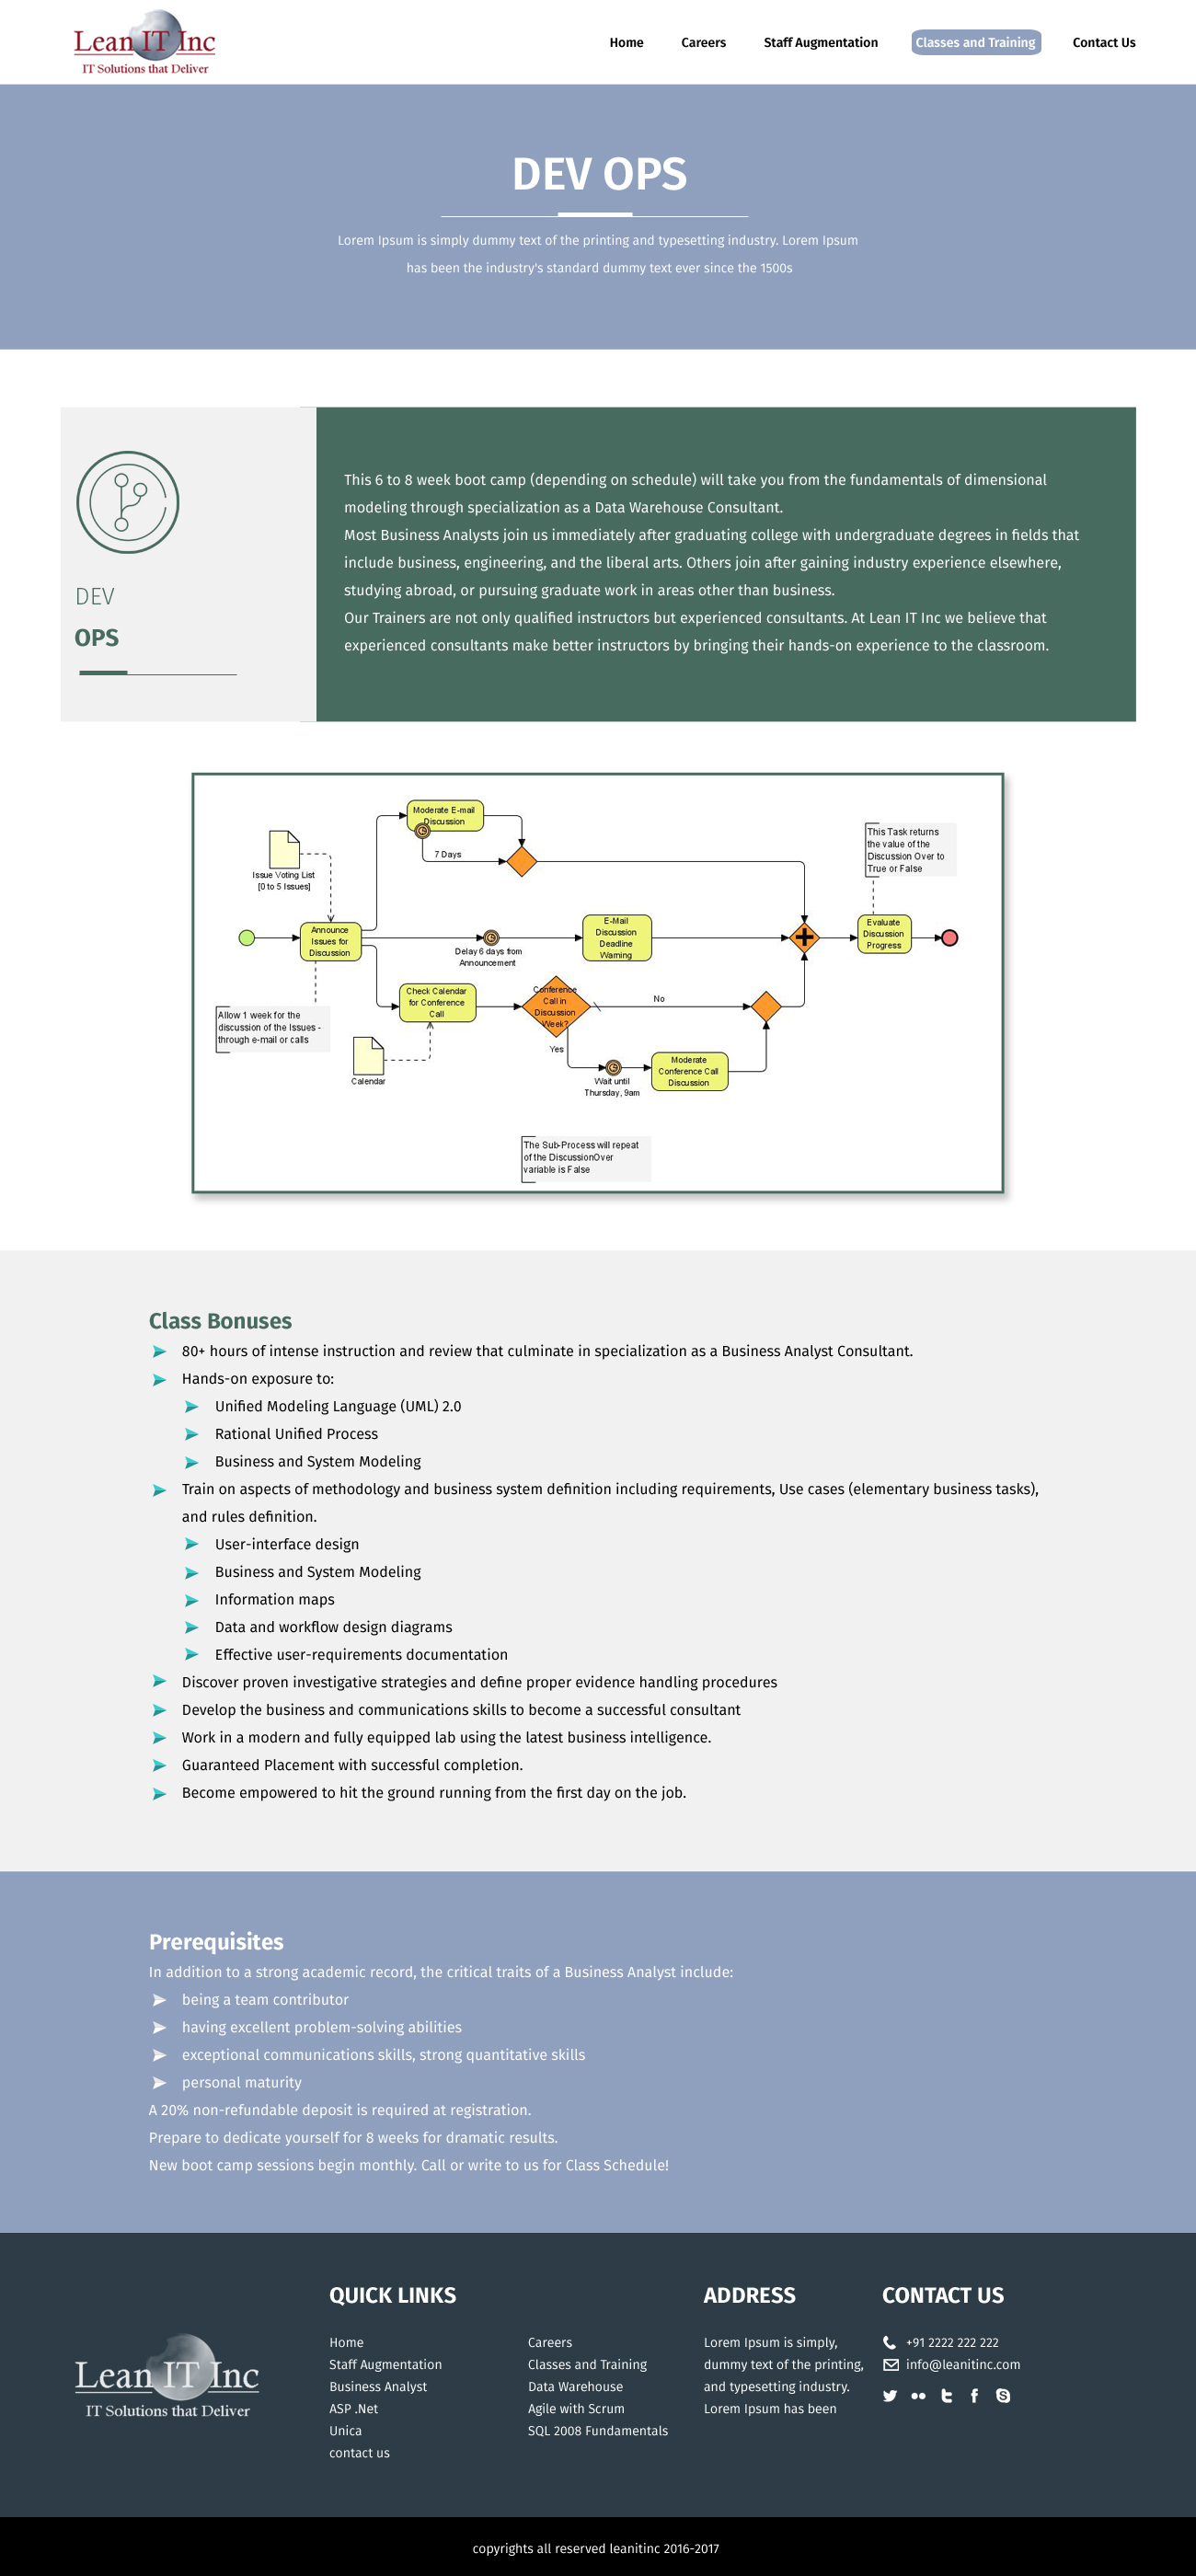 Lean IT Inc
IT Solutions that Deliver
Home
Careers
Staff Augmentation
Classes and Training
Contact Us
DEV OPS
Lorem Ipsum is simply dummy text of the printing and typesetting industry. Lorem Ipsum
has been the industry's standard dummy text ever since the 1500s
DEV
OPS
This 6 to 8 week boot camp (depending on schedule) will take you from the fundamentals of dimensional
modeling through specialization as a Data Warehouse Consultant.
Most Business Analysts join us immediately after graduating college with undergraduate degrees in fields that
include business, engineering, and the liberal arts. Others join after gaining industry experience elsewhere,
studying abroad, or pursuing graduate work in areas other than business.
Our Trainers are not only qualified instructors but experienced consultants. At Lean IT Inc we believe that
experienced consultants make better instructors by bringing their hands-on experience to the classroom.
Moderate E-mail
Discussion
7 Days
Issue Voting List
[0 to 5 Issues]
This Task returns
the value of the
Discussion Over to
True or False
Announce
Issues for
Discussion
Delay 6 days from
Announcement
E-Mail
Discussion
Deadline
Warning
Evaluate
Discussion
Progress
Allow 1 week for the
discussion of the Issues -
through e-mail or calls
Check Calendar
for Conference
Call
Conference
Call in
Discussion
Week?
No
Yes
Calendar
Wait until
Thursday, 9am
Moderate
Conference Call
Discussion
The Sub-Process will repeat
of the DiscussionOver
variable is False
Class Bonuses
80+ hours of intense instruction and review that culminate in specialization as a Business Analyst Consultant.
Hands-on exposure to:
Unified Modeling Language (UML) 2.0
Rational Unified Process
Business and System Modeling
Train on aspects of methodology and business system definition including requirements, Use cases (elementary business tasks),
and rules definition.
User-interface design
Business and System Modeling
Information maps
Data and workflow design diagrams
Effective user-requirements documentation
Discover proven investigative strategies and define proper evidence handling procedures
Develop the business and communications skills to become a successful consultant
Work in a modern and fully equipped lab using the latest business intelligence.
Guaranteed Placement with successful completion.
Become empowered to hit the ground running from the first day on the job.
Prerequisites
In addition to a strong academic record, the critical traits of a Business Analyst include:
being a team contributor
having excellent problem-solving abilities
exceptional communications skills, strong quantitative skills
personal maturity
A 20% non-refundable deposit is required at registration.
Prepare to dedicate yourself for 8 weeks for dramatic results.
New boot camp sessions begin monthly. Call or write to us for Class Schedule!
Lean IT Inc
IT Solutions that Deliver
QUICK LINKS
Home
Staff Augmentation
Business Analyst
ASP .Net
Unica
contact us
Careers
Classes and Training
Data Warehouse
Agile with Scrum
SQL 2008 Fundamentals
ADDRESS
Lorem Ipsum is simply,
dummy text of the printing,
and typesetting industry.
Lorem Ipsum has been
CONTACT US
+91 2222 222 222
info@leanitinc.com
copyrights all reserved leanitinc 2016-2017